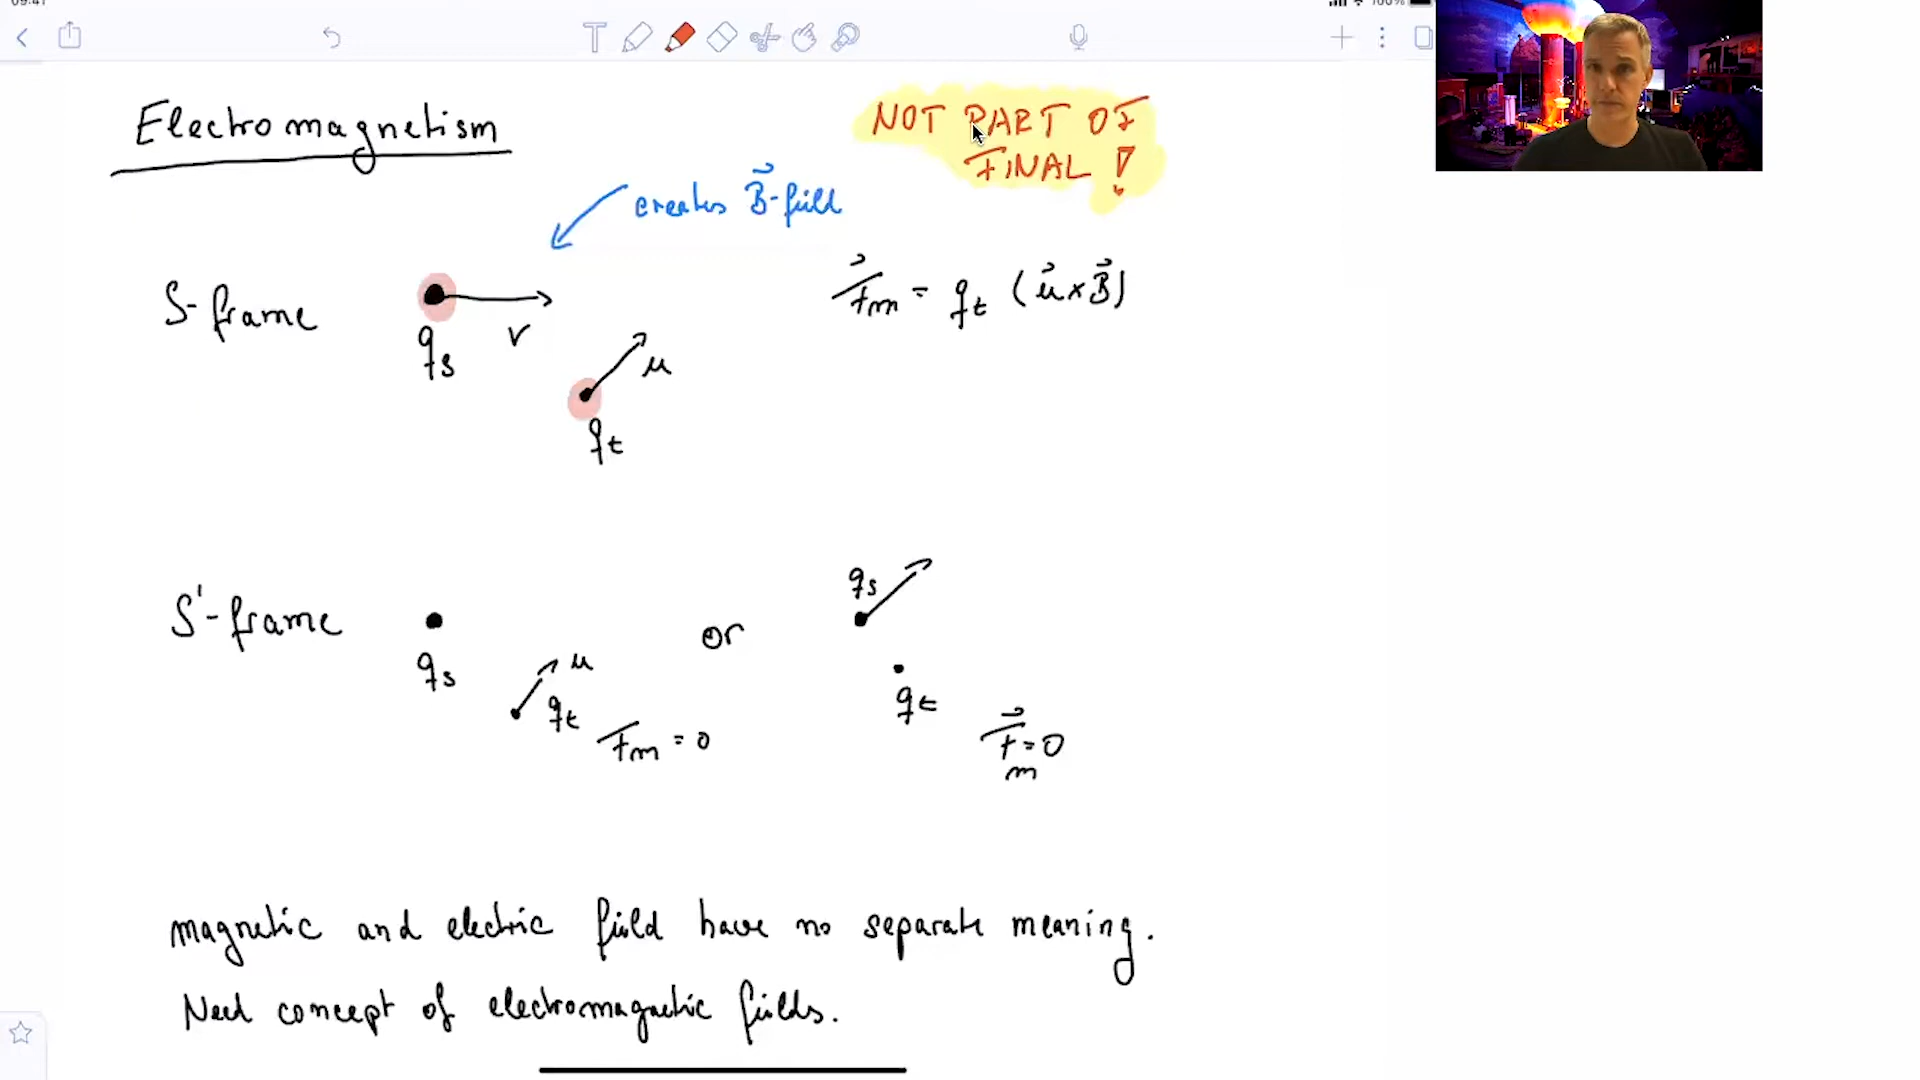 Electromagnetism
NOT PART OF
FINAL !
creates B⃗-field
S-frame
v
F⃗m = qt (u⃗ × B⃗)
qs
u
qt
S'-frame
qs
u
qt
Fm = 0
or
qs
qt
F⃗m = 0
magnetic and electric field have no separate meaning.
Need concept of electromagnetic fields.